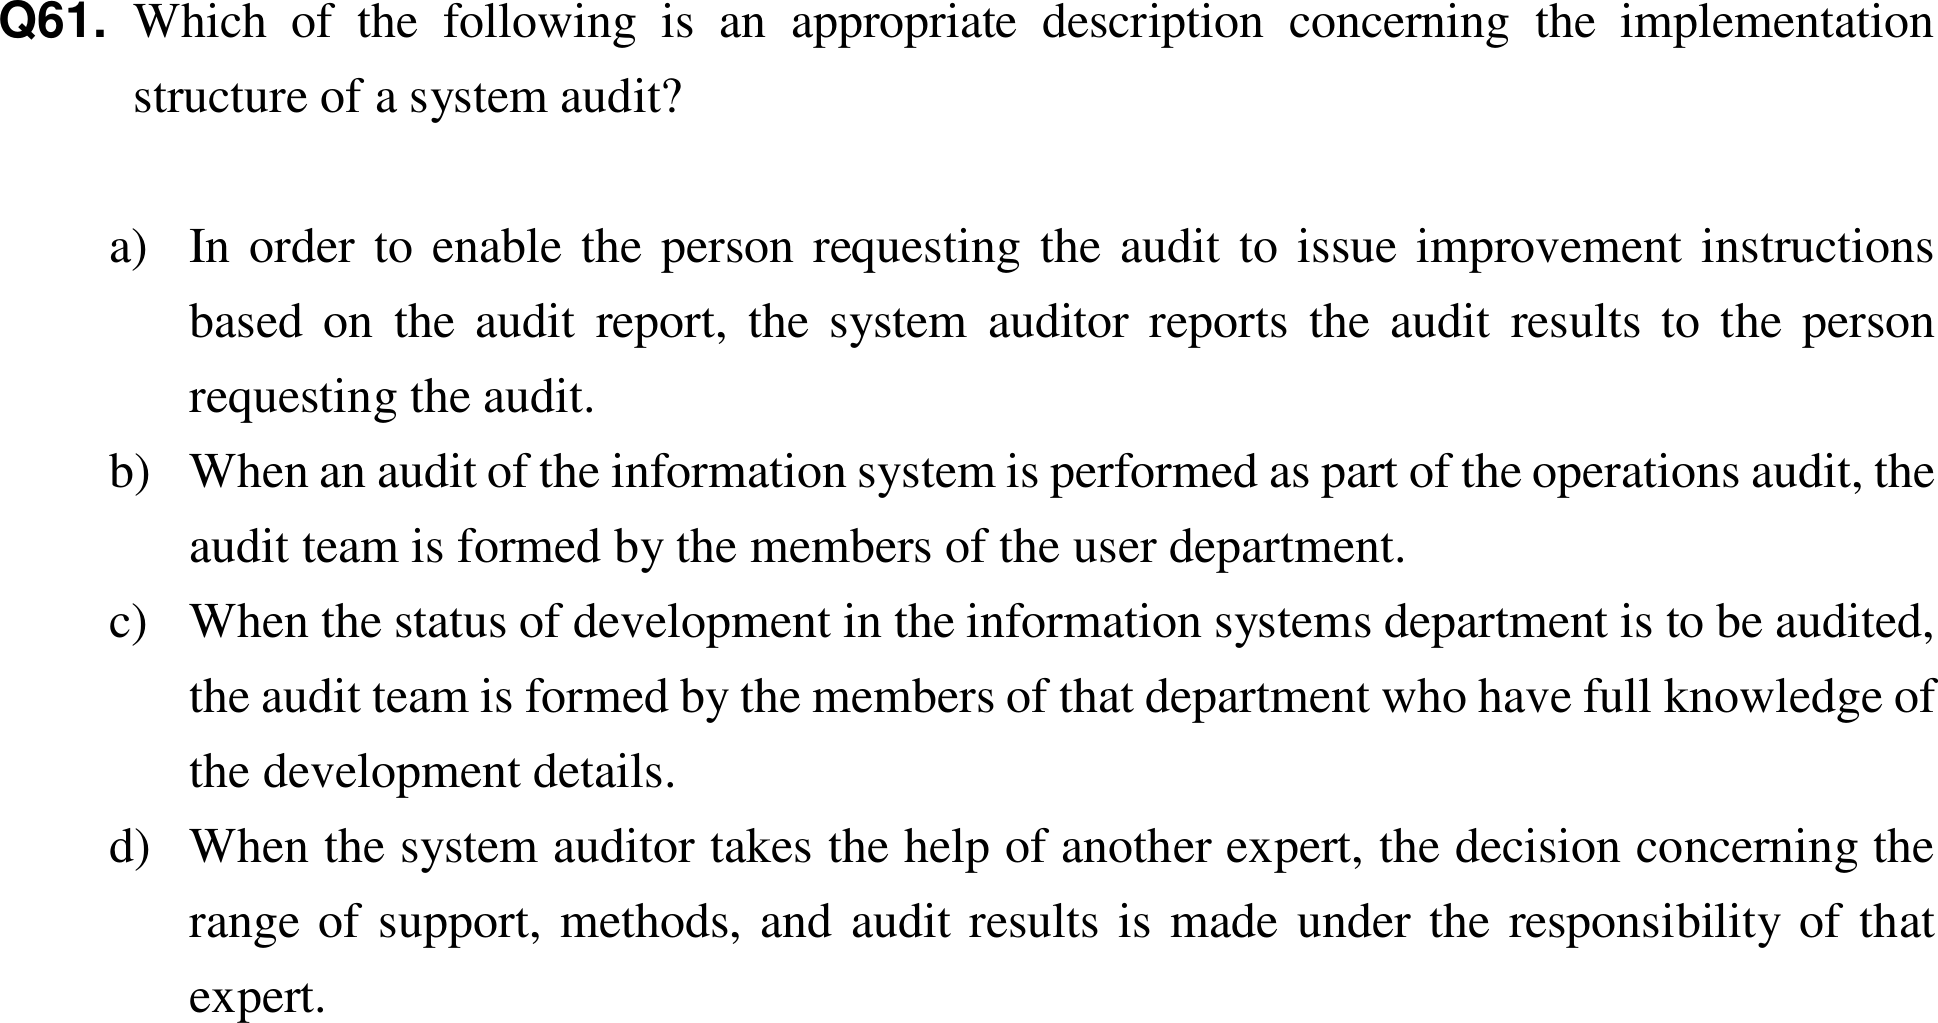 Q61. Which of the following is an appropriate description concerning the implementation
structure of a system audit?
a) In order to enable the person requesting the audit to issue improvement instructions
based on the audit report, the system auditor reports the audit results to the person
requesting the audit.
b) When an audit of the information system is performed as part of the operations audit, the
audit team is formed by the members of the user department.
c) When the status of development in the information systems department is to be audited,
the audit team is formed by the members of that department who have full knowledge of
the development details.
d) When the system auditor takes the help of another expert, the decision concerning the
range of support, methods, and audit results is made under the responsibility of that
expert.